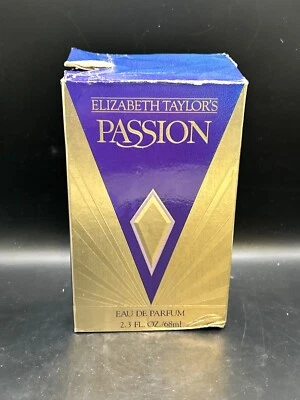 ELIZABETH TAYLOR'S
PASSION
EAU DE PARFUM
2.3 FL. OZ./68ml